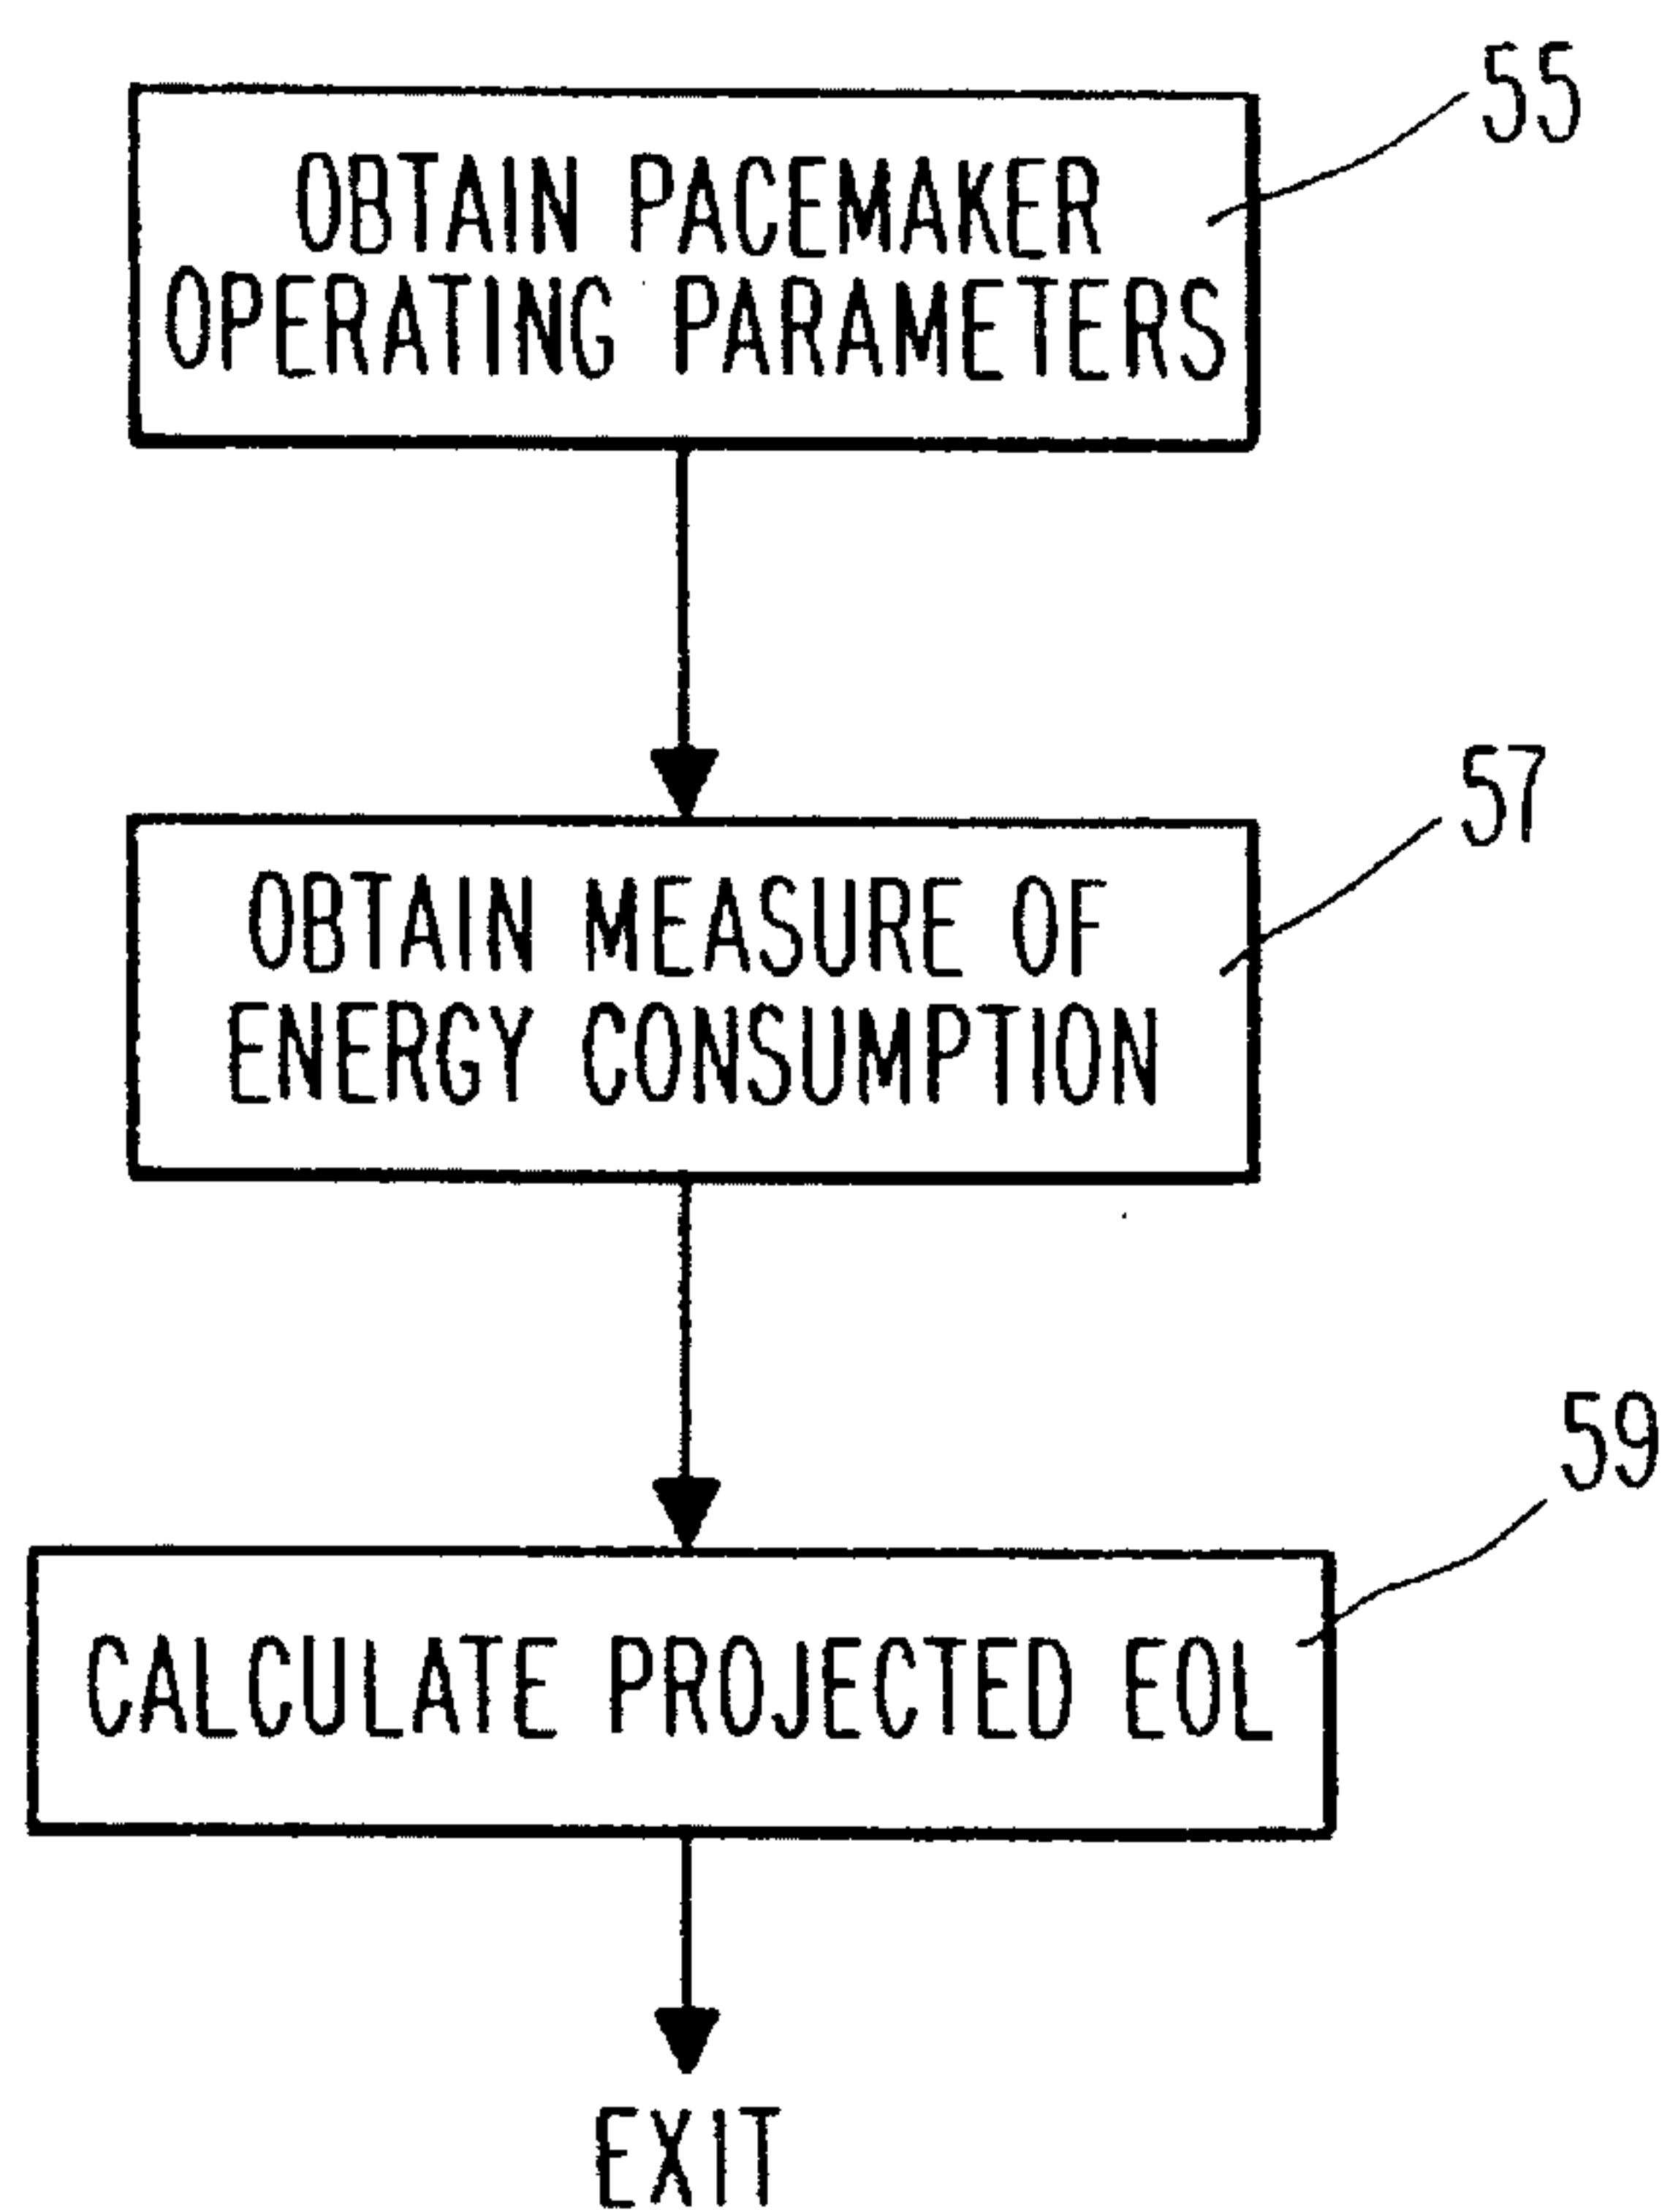 55
OBTAIN PACEMAKER
OPERATING PARAMETERS
57
OBTAIN MEASURE OF
ENERGY CONSUMPTION
59
CALCULATE PROJECTED EOL
EXIT